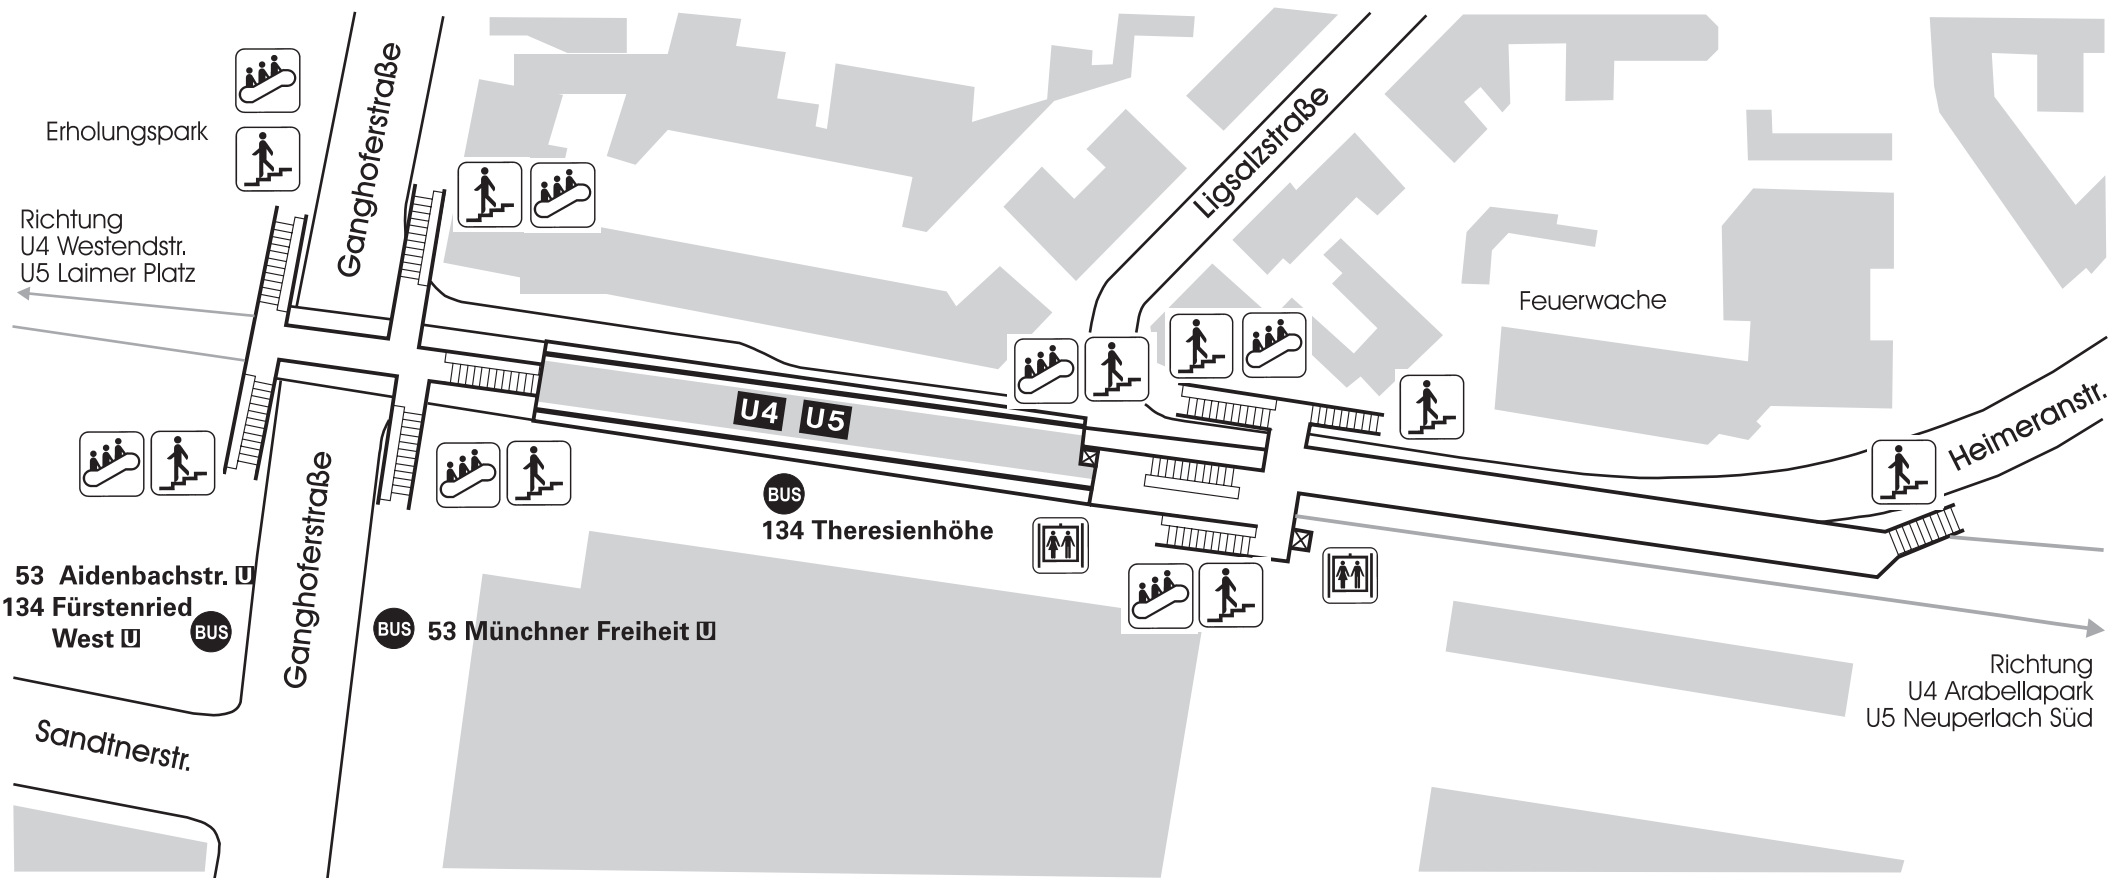 Erholungspark
Ganghoferstraße
Ligsalzstraße
Richtung
U4 Westendstr.
U5 Laimer Platz
Feuerwache
Heimeranstr.
U4 U5
BUS
134 Theresienhöhe
53 Aidenbachstr. U
134 Fürstenried
West U
BUS
Ganghoferstraße
BUS
53 Münchner Freiheit U
Richtung
U4 Arabellapark
U5 Neuperlach Süd
Sandtnerstr.